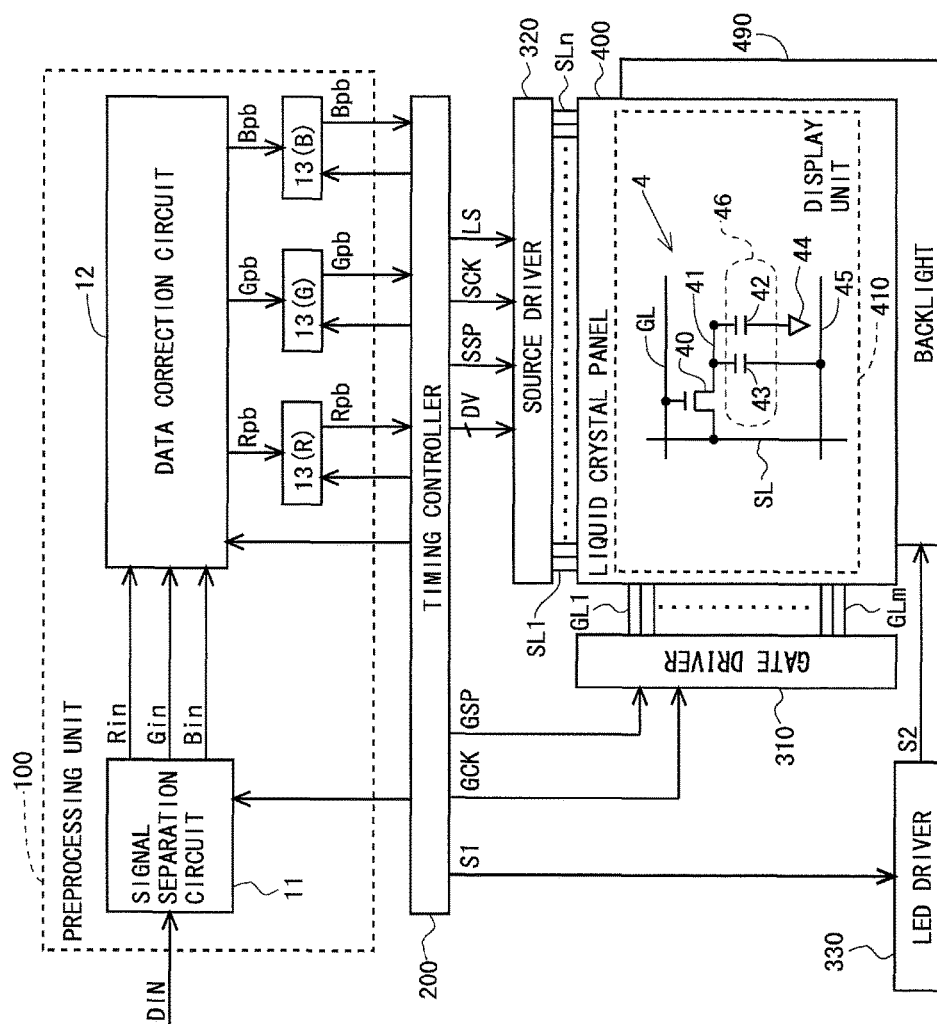 100
PREPROCESSING UNIT
DIN
SIGNAL
SEPARATION
CIRCUIT
11
Rin
Gin
Bin
12
DATA CORRECTION CIRCUIT
Rpb
Gpb
Bpb
13(R)
13(G)
13(B)
Rpb
Gpb
Bpb
TIMING CONTROLLER
200
S1
GCK
GSP
DV
SSP
SCK
LS
SOURCE DRIVER
320
SL1
SLn
LIQUID CRYSTAL PANEL
400
490
GL1
GLm
GATE DRIVER
310
GL
4
40
41
46
43
42
44
45
SL
DISPLAY
UNIT
410
BACKLIGHT
S2
LED DRIVER
330